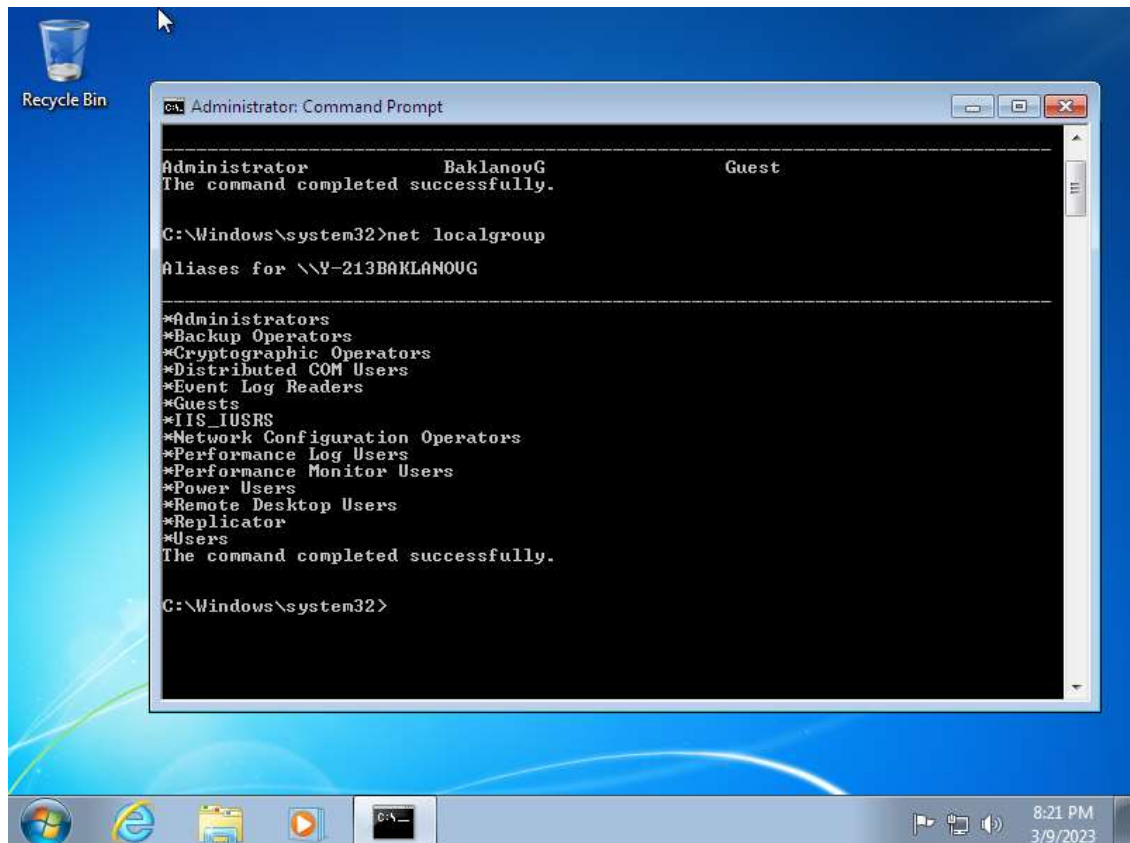 Recycle Bin
Administrator: Command Prompt
Administrator BaklanovG Guest
The command completed successfully.
C:\Windows\system32>net localgroup
Aliases for \\Y-213BAKLANOVG
*Administrators
*Backup Operators
*Cryptographic Operators
*Distributed COM Users
*Event Log Readers
*Guests
*IIS_IUSRS
*Network Configuration Operators
*Performance Log Users
*Performance Monitor Users
*Power Users
*Remote Desktop Users
*Replicator
*Users
The command completed successfully.
C:\Windows\system32>
8:21 PM
3/9/2023